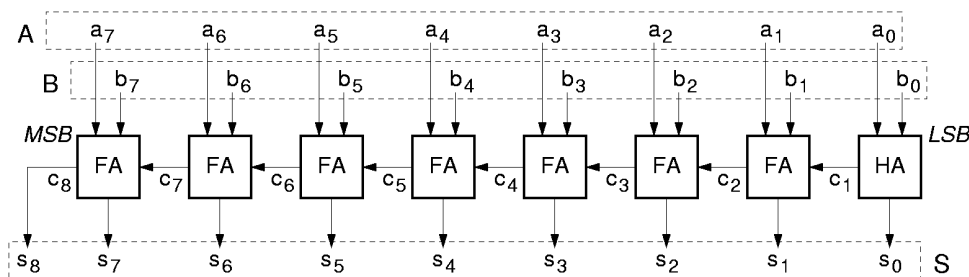 A a₇ a₆ a₅ a₄ a₃ a₂ a₁ a₀
B b₇ b₆ b₅ b₄ b₃ b₂ b₁ b₀
MSB LSB
FA FA FA FA FA FA FA HA
c₈ c₇ c₆ c₅ c₄ c₃ c₂ c₁
s₈ s₇ s₆ s₅ s₄ s₃ s₂ s₁ s₀ S